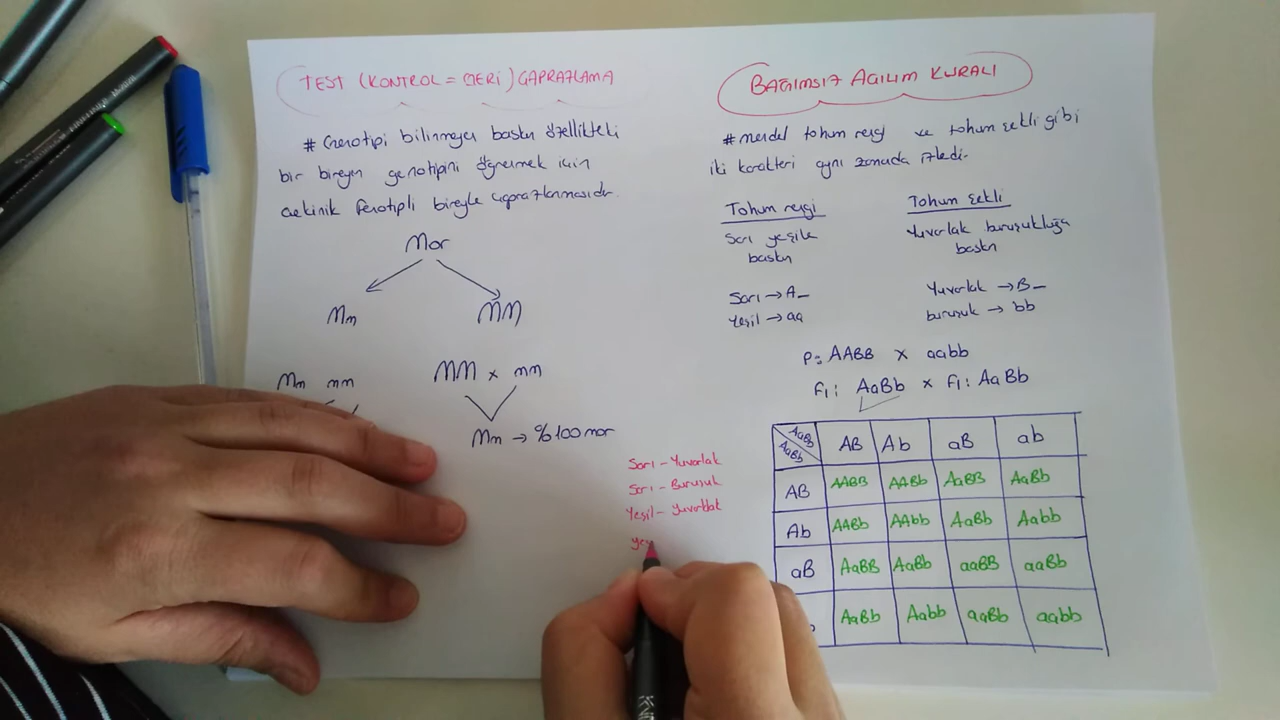 TEST (KONTROL = GERİ) ÇAPRAZLAMA
# Genotipi bilinmeyen baskın özellikteki
bir bireyin genotipini öğrenmek için
çekinik fenotipli bireyle çaprazlanmasıdır.
Mor
Mm MM
Mm mm MM x mm
Mm → %100 mor
BAĞIMSIZ AÇILIM KURALI
# mendel tohum rengi ve tohum şekli gibi
iki karakteri aynı zamanda izledi.
Tohum rengi Tohum şekli
Sarı yeşile Yuvarlak buruşukluğa
baskın baskın
Sarı → A_ Yuvarlak → B_
Yeşil → aa buruşuk → bb
P: AABB x aabb
F1: AaBb x F1: AaBb
Sarı - Yuvarlak
Sarı - Buruşuk
Yeşil - yuvarlak
yeş
AaBb AaBb AB Ab aB ab
AB AABB AABb AaBB AaBb
Ab AABb AAbb AaBb Aabb
aB AaBB AaBb aaBB aaBb
AaBb Aabb aaBb aabb